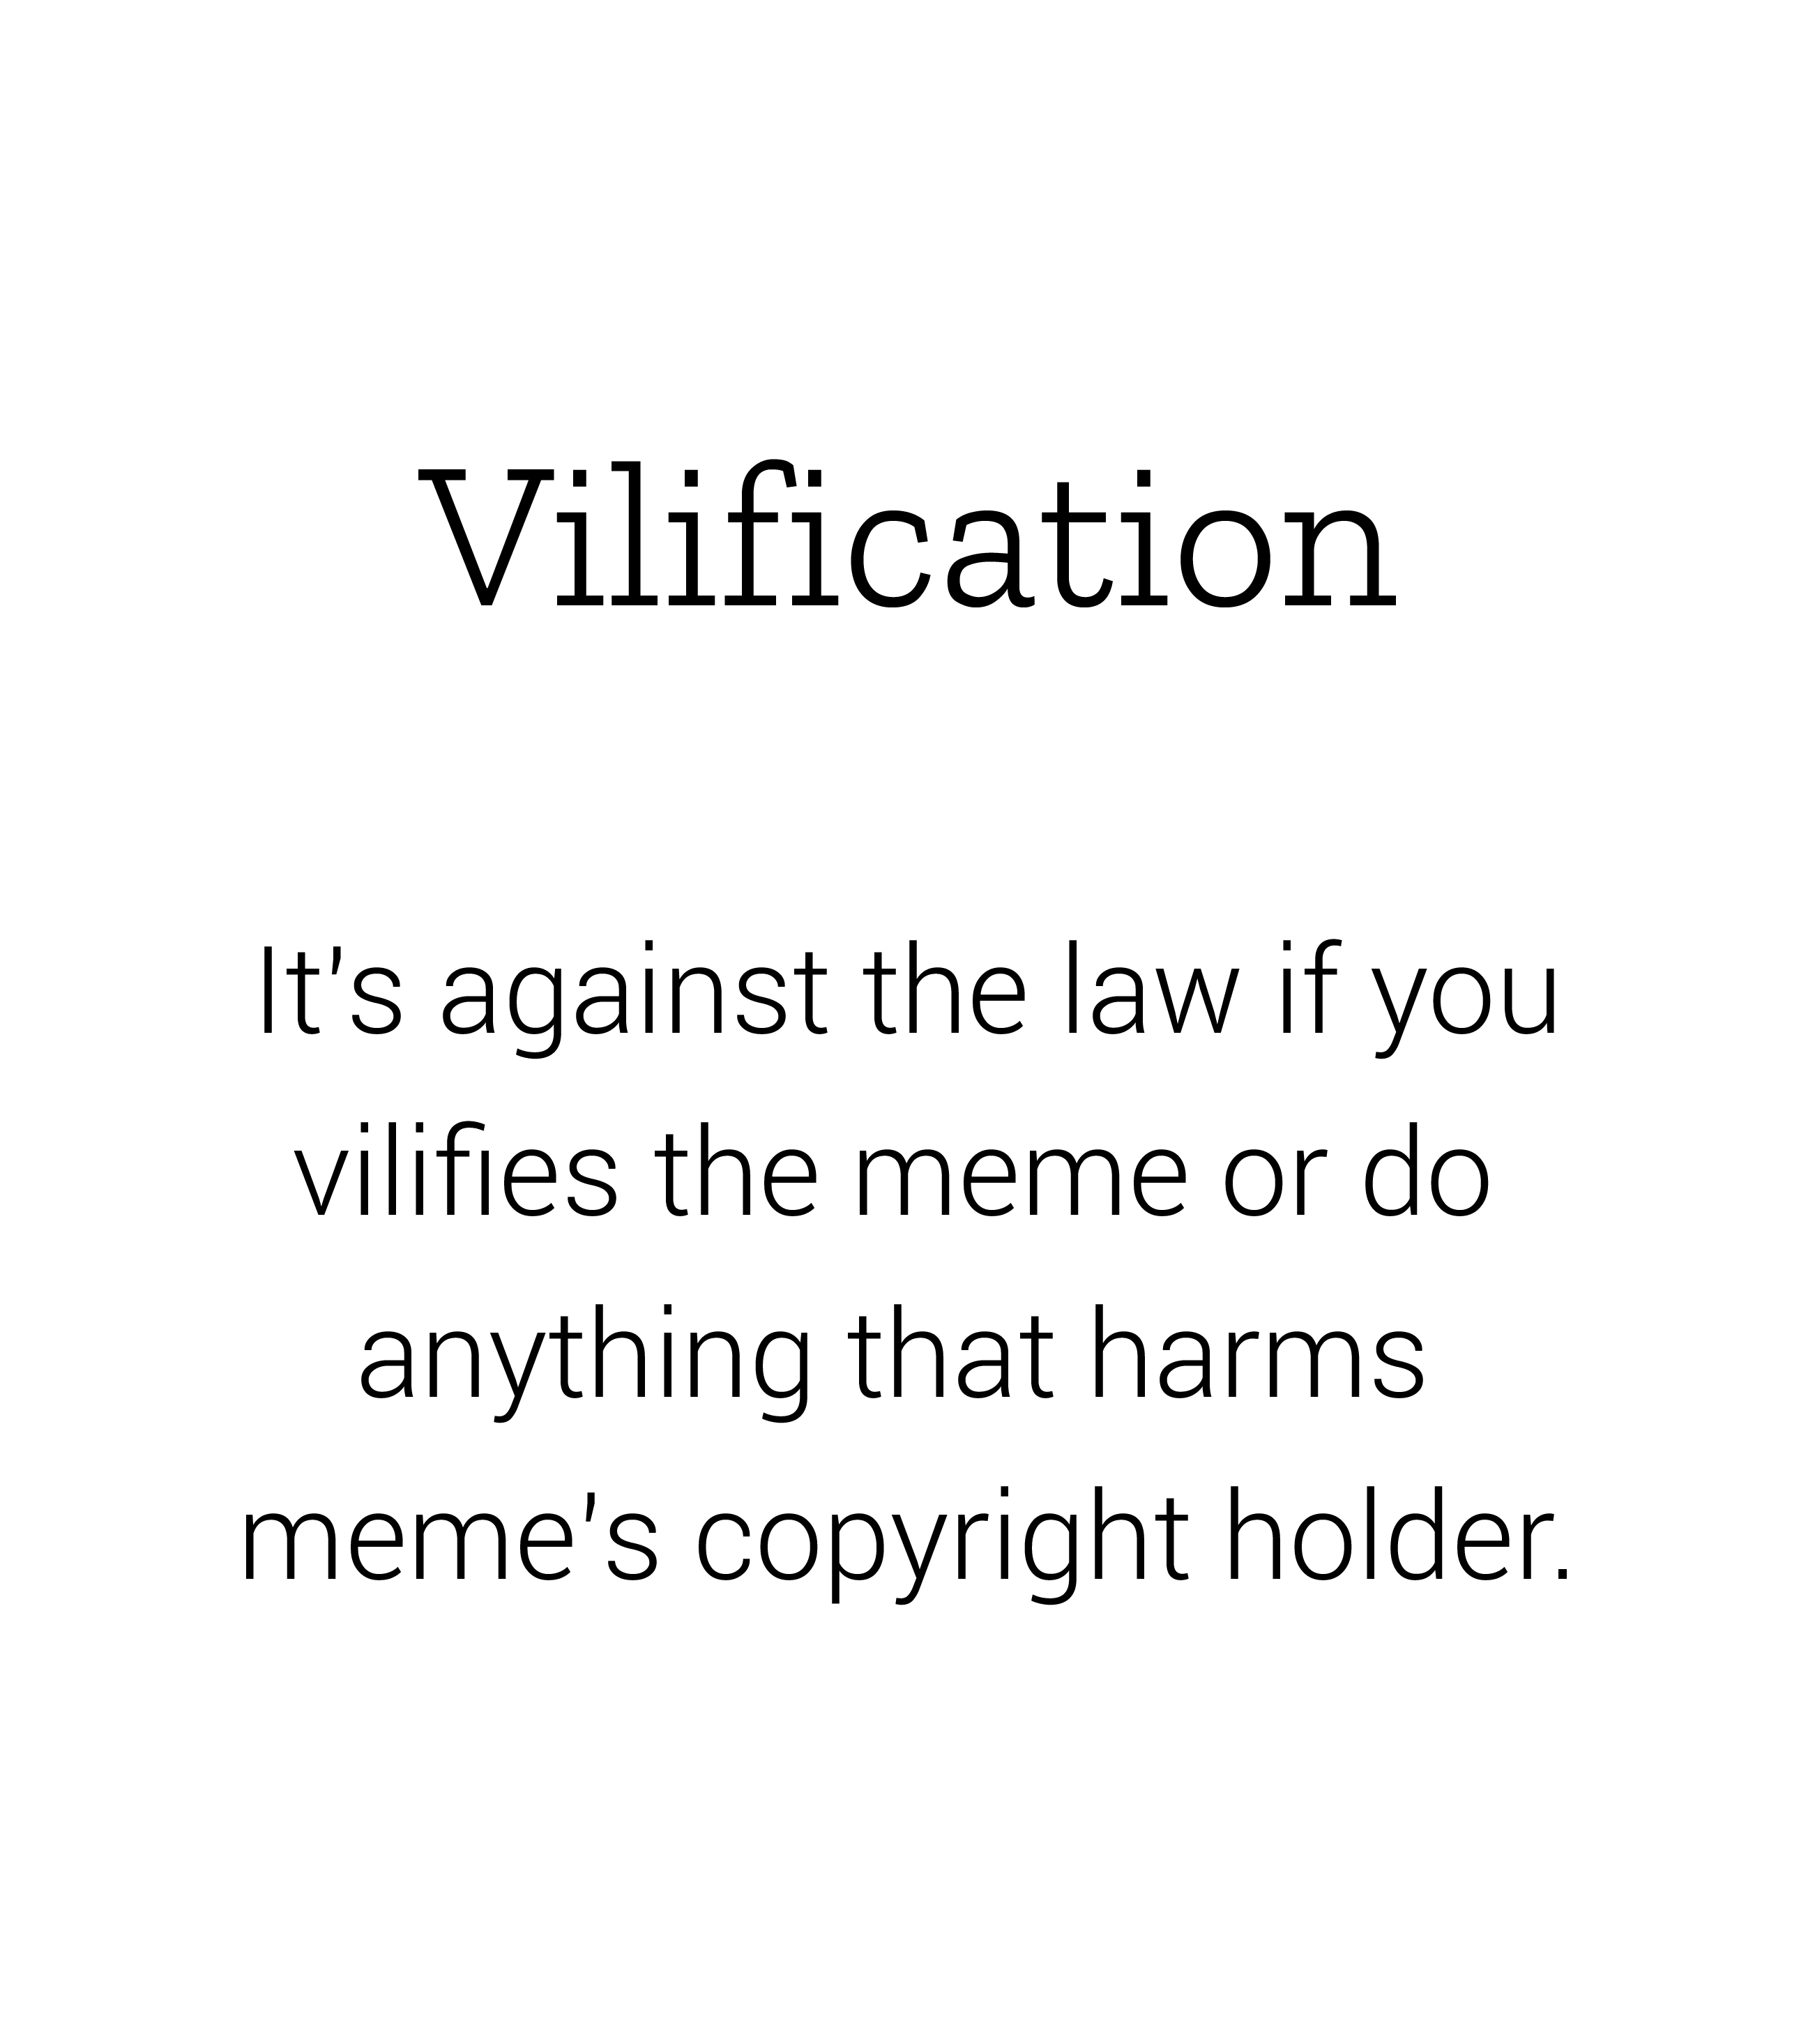 Vilification
It's against the law if you
vilifies the meme or do
anything that harms
meme's copyright holder.